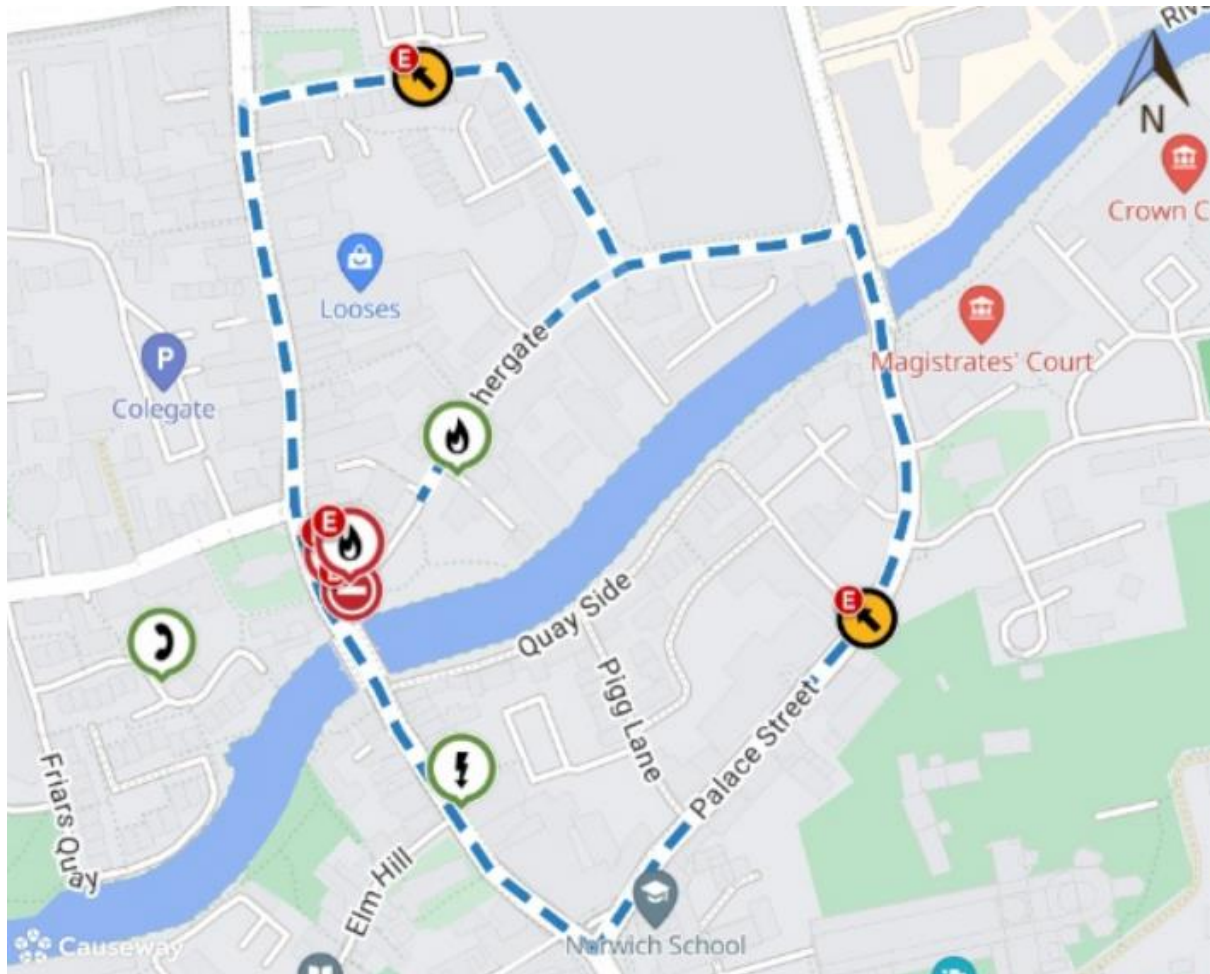 E
RIV
N
Crown C
Looses
P
Colegate
hergate
Magistrates' Court
E
Quay Side
E
Pigg Lane
Palace Street
Friars Quay
Elm Hill
Norwich School
Causeway